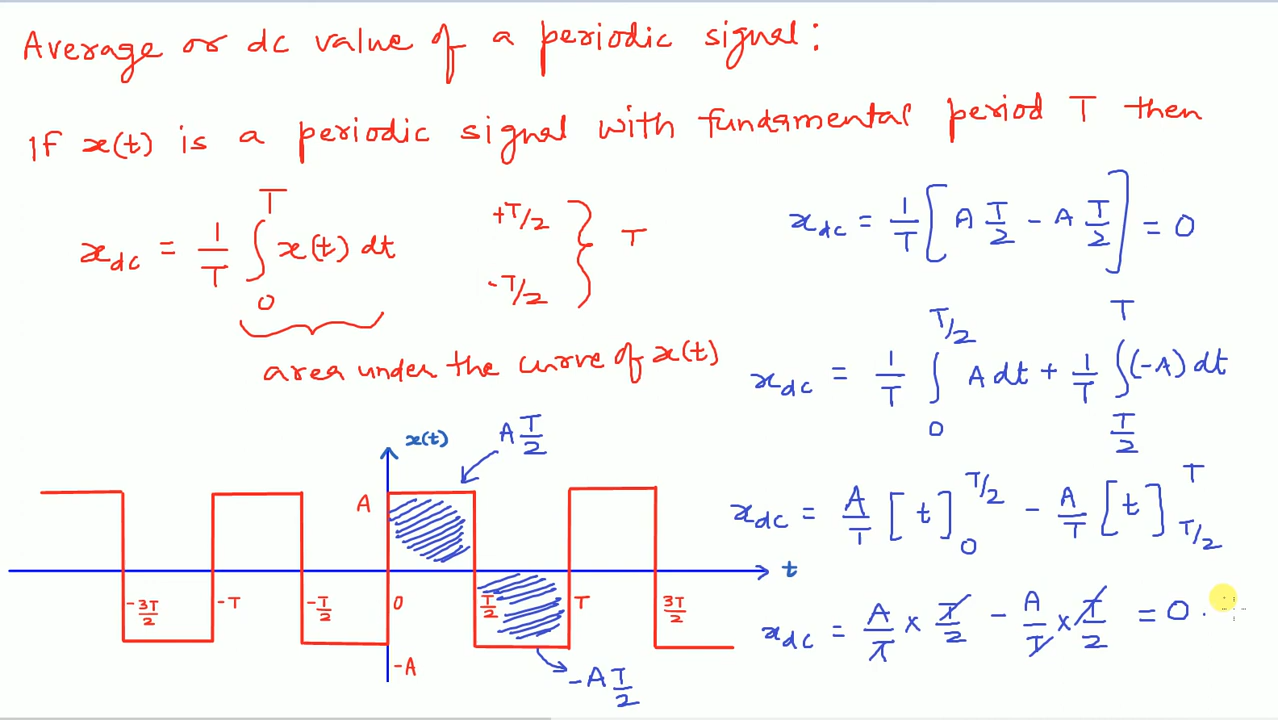 Average or dc value of a periodic signal:
If x(t) is a periodic signal with fundamental period T then
x_dc = 1/T ∫_0^T x(t) dt
+T/2
-T/2
} T
area under the curve of x(t)
x_dc = 1/T [A T/2 - A T/2] = 0
x_dc = 1/T ∫_0^{T/2} A dt + 1/T ∫_{T/2}^T (-A) dt
x_dc = A/T [t]_0^{T/2} - A/T [t]_{T/2}^T
x_dc = A/T × T/2 - A/T × T/2 = 0.
x(t)
A T/2
A
t
-3T/2 -T -T/2 0 T/2 T 3T/2
-A
-A T/2